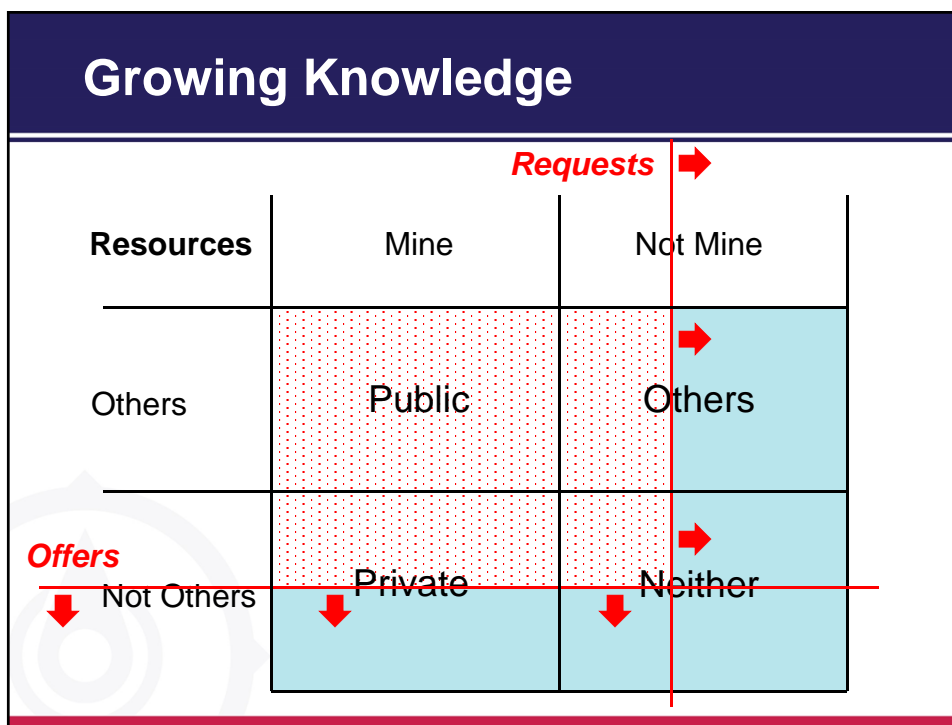 Growing Knowledge
Requests
Resources Mine Not Mine
Others Public Others
Offers
Not Others Private Neither